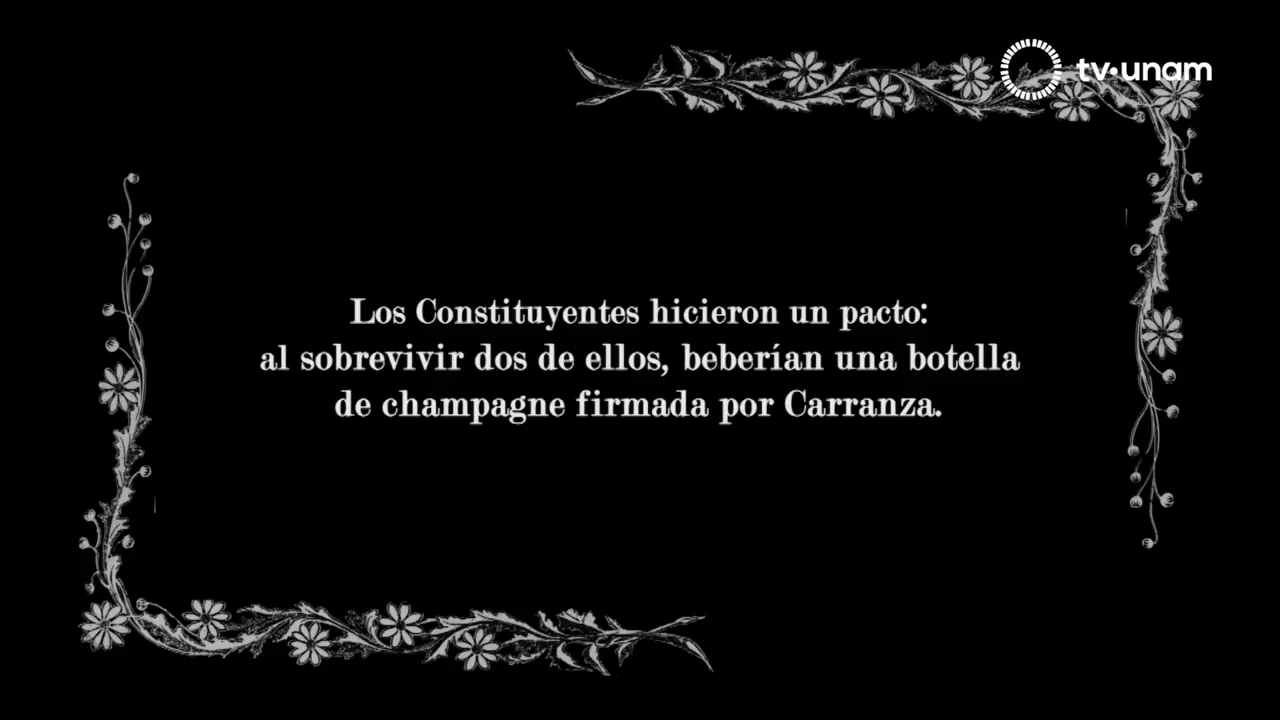 tv·unam
Los Constituyentes hicieron un pacto:
al sobrevivir dos de ellos, beberían una botella
de champagne firmada por Carranza.